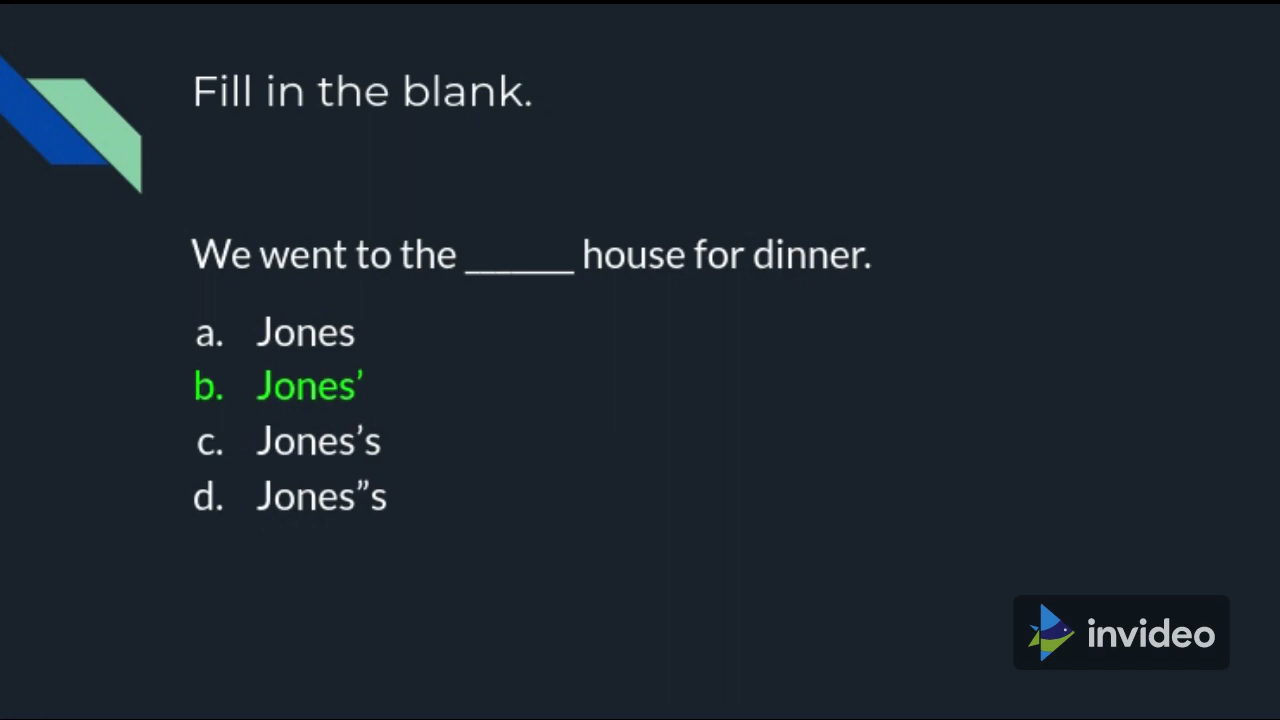 Fill in the blank.
We went to the ______ house for dinner.
a. Jones
b. Jones’
c. Jones’s
d. Jones”s
invideo